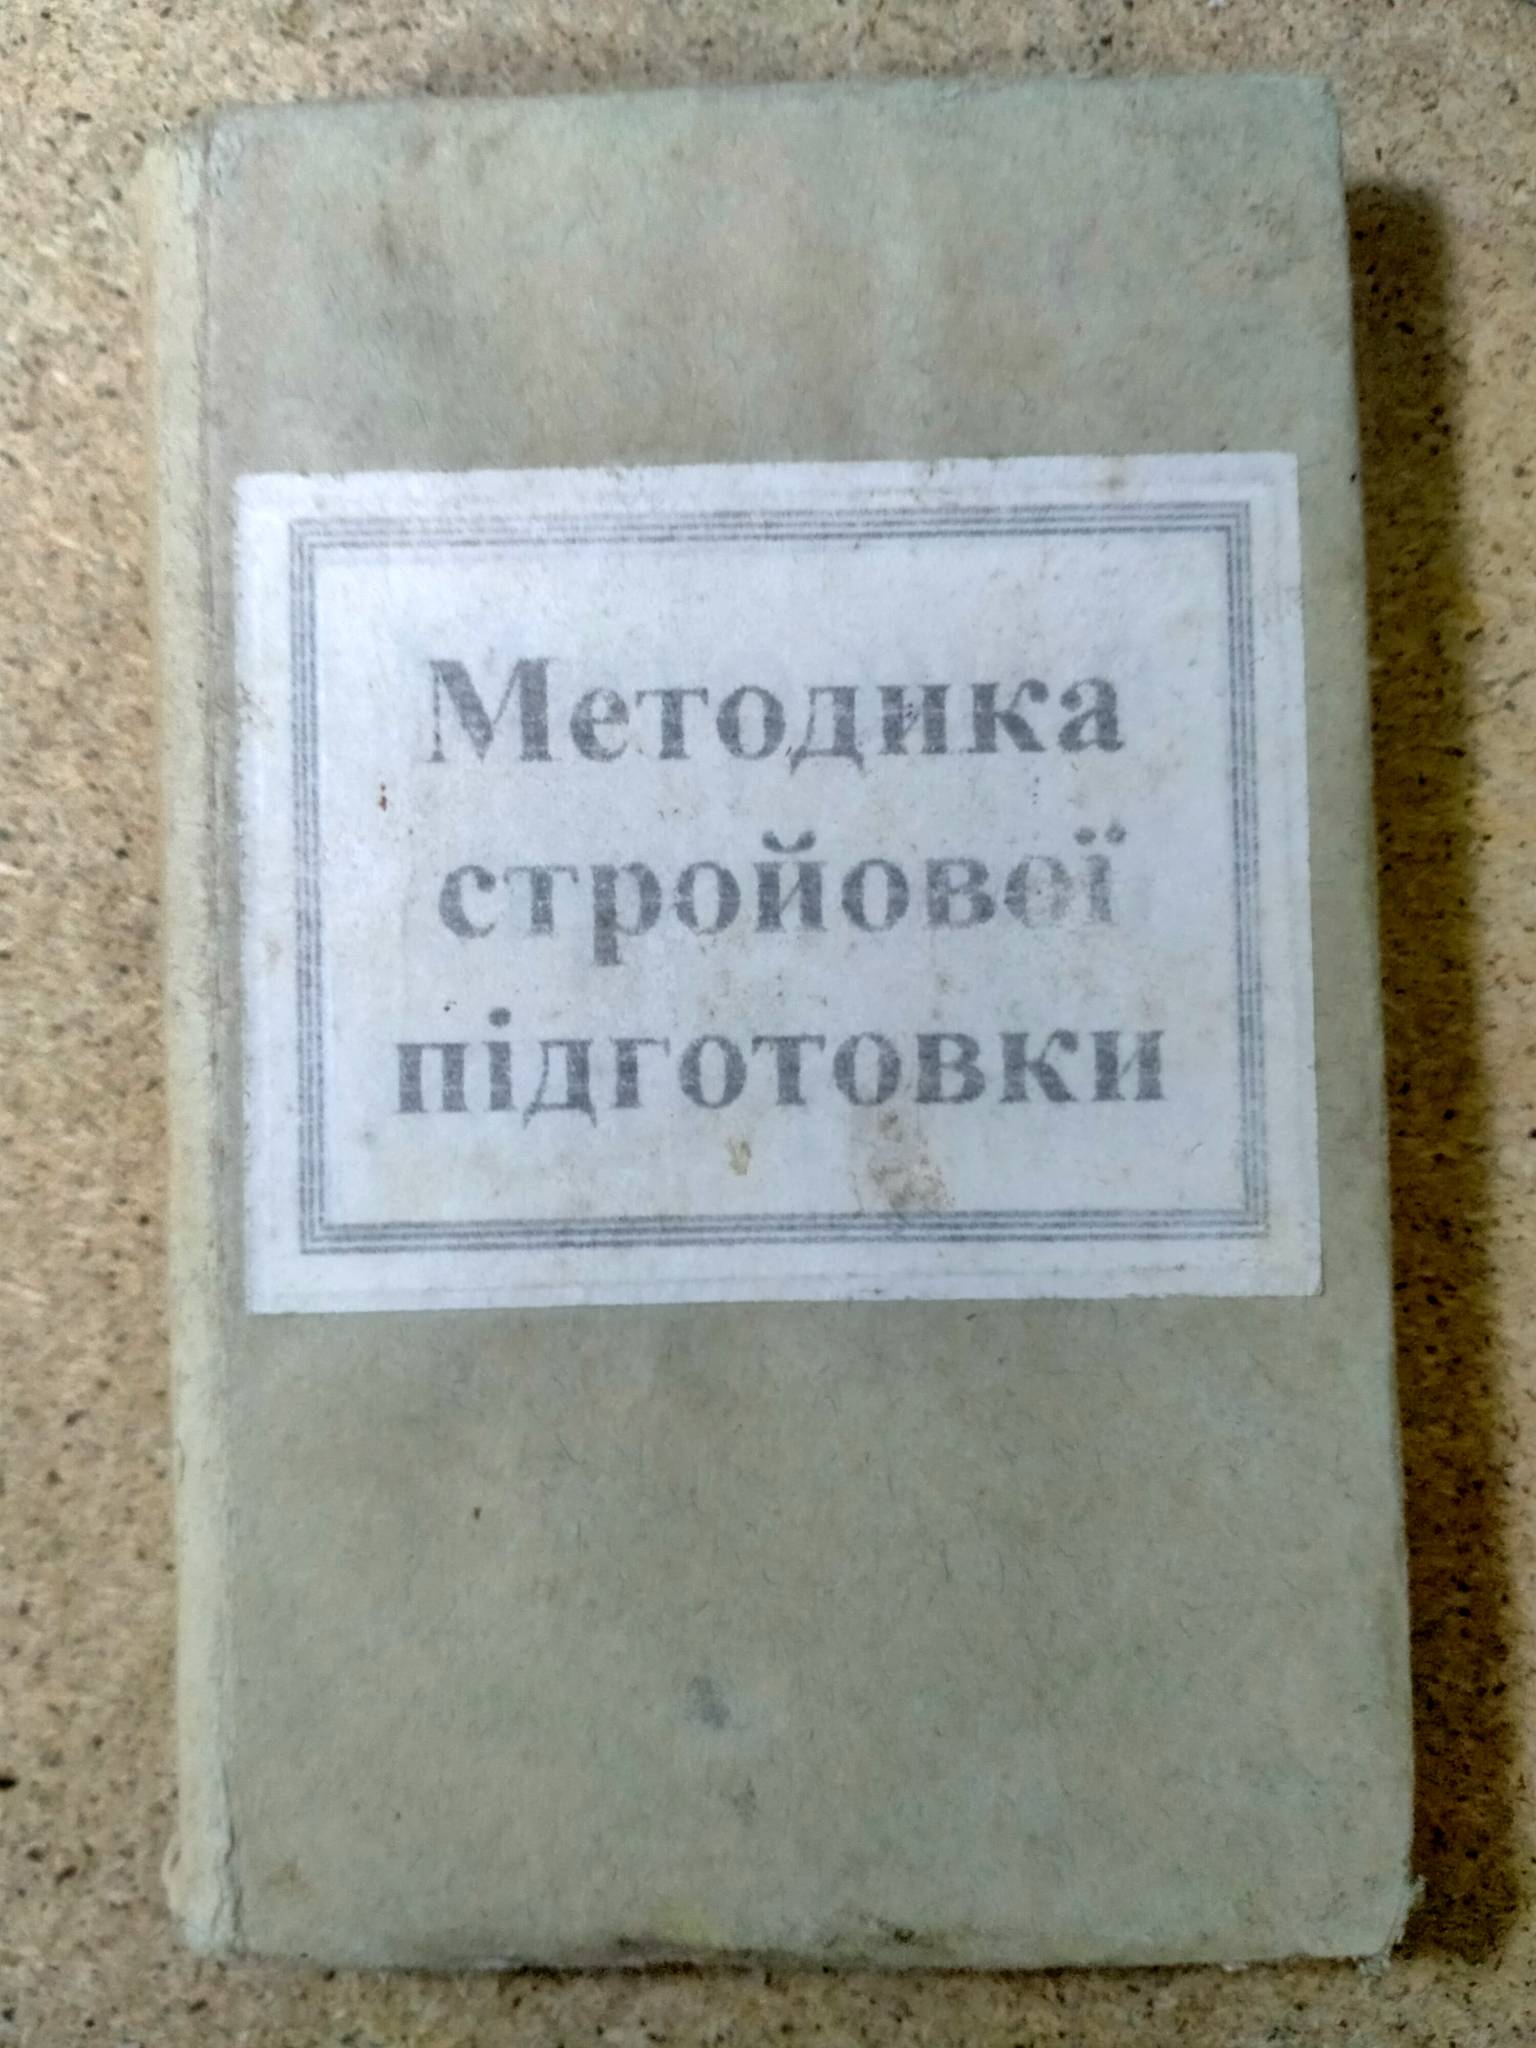 Методика
стройової
підготовки